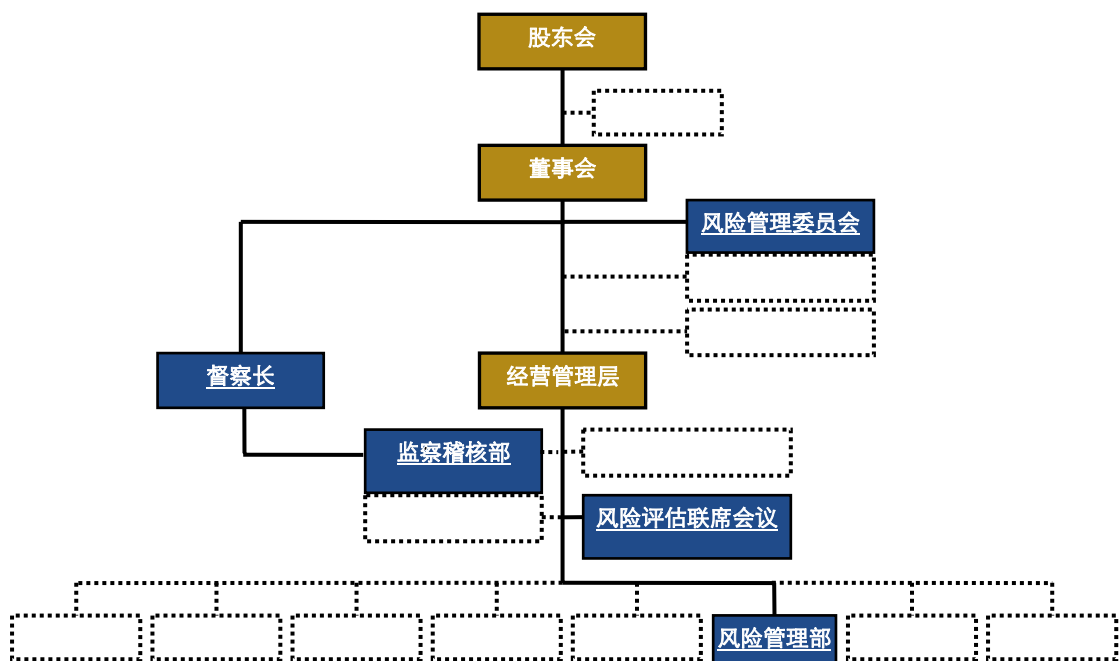 股东会
董事会
风险管理委员会
督察长
经营管理层
监察稽核部
风险评估联席会议
风险管理部